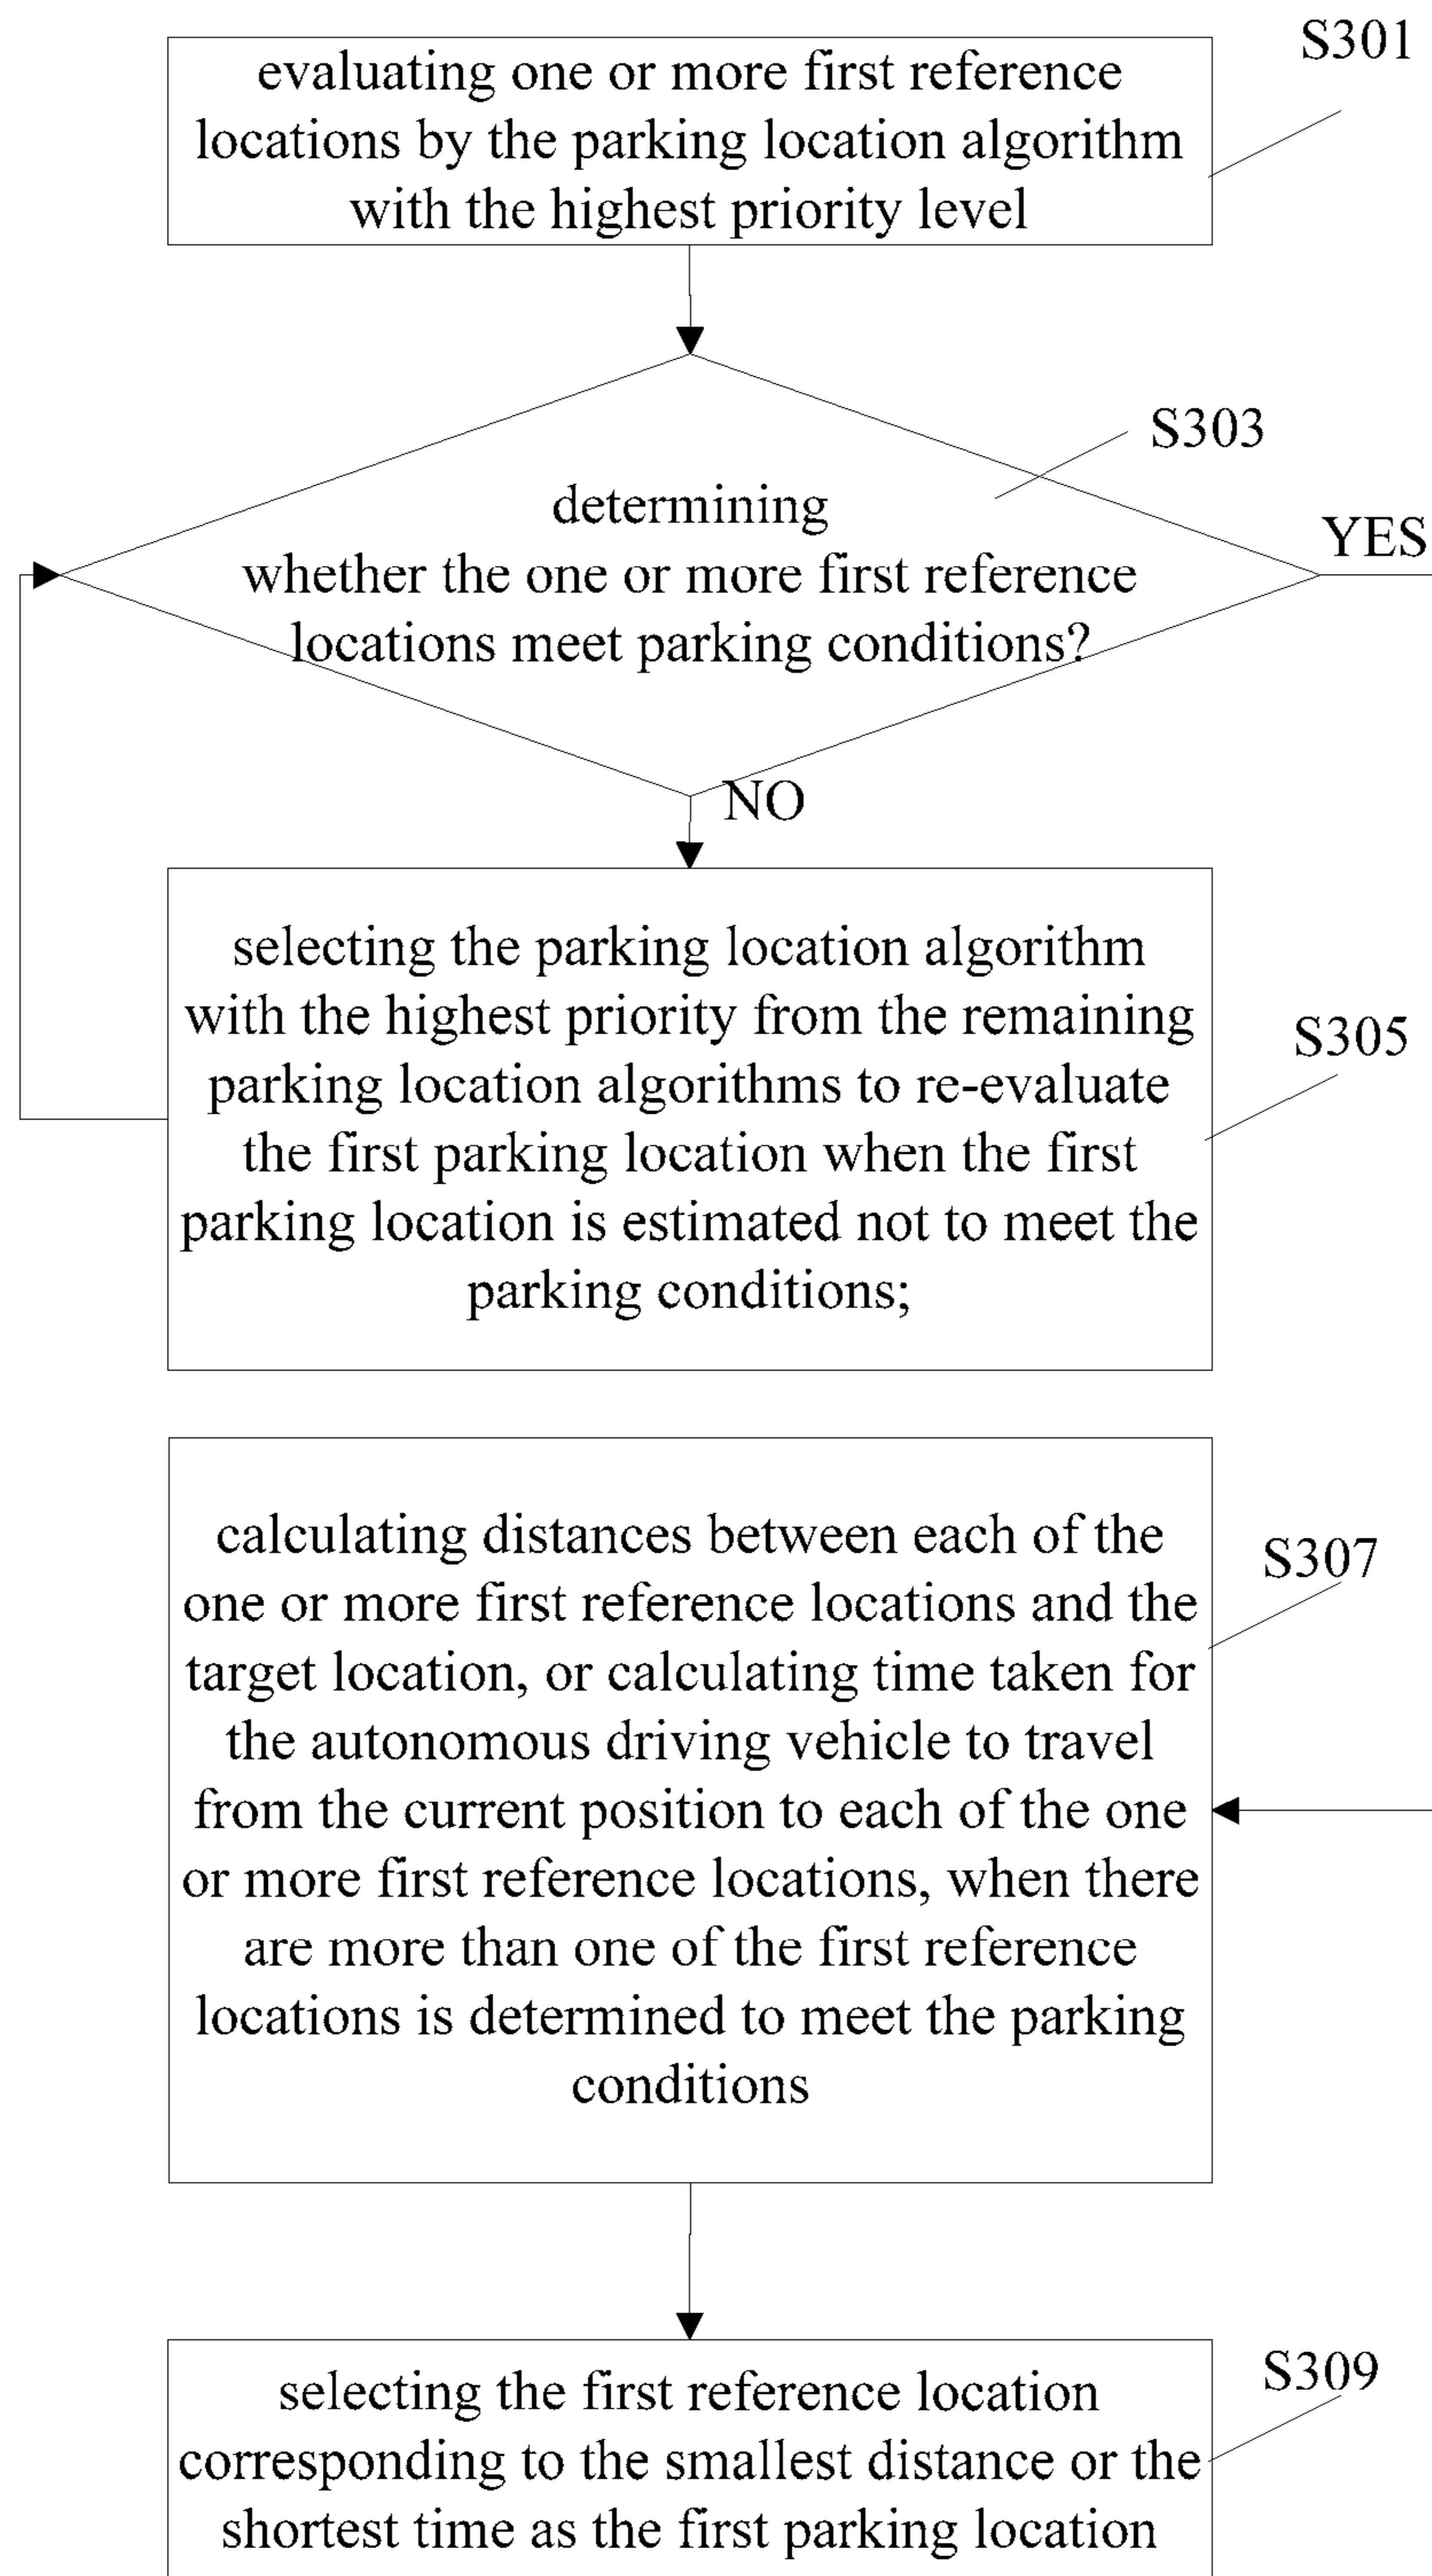 S301
evaluating one or more first reference
locations by the parking location algorithm
with the highest priority level
S303
determining
whether the one or more first reference
locations meet parking conditions?
YES
NO
selecting the parking location algorithm
with the highest priority from the remaining
parking location algorithms to re-evaluate
the first parking location when the first
parking location is estimated not to meet the
parking conditions;
S305
calculating distances between each of the
one or more first reference locations and the
target location, or calculating time taken for
the autonomous driving vehicle to travel
from the current position to each of the one
or more first reference locations, when there
are more than one of the first reference
locations is determined to meet the parking
conditions
S307
S309
selecting the first reference location
corresponding to the smallest distance or the
shortest time as the first parking location